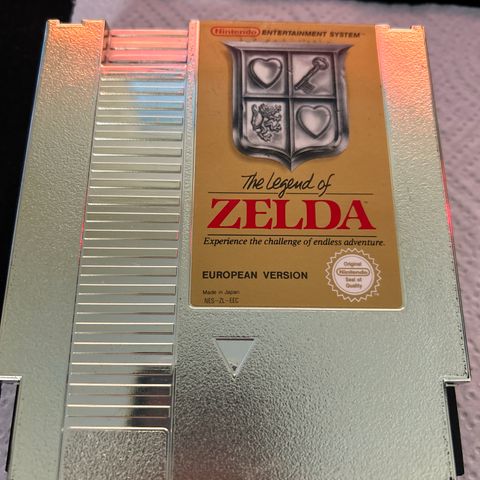 Nintendo ENTERTAINMENT SYSTEM™
The Legend of
ZELDA
Experience the challenge of endless adventure.
EUROPEAN VERSION
Made in Japan
NES-ZL-EEC
Original
Nintendo
Seal of
Quality